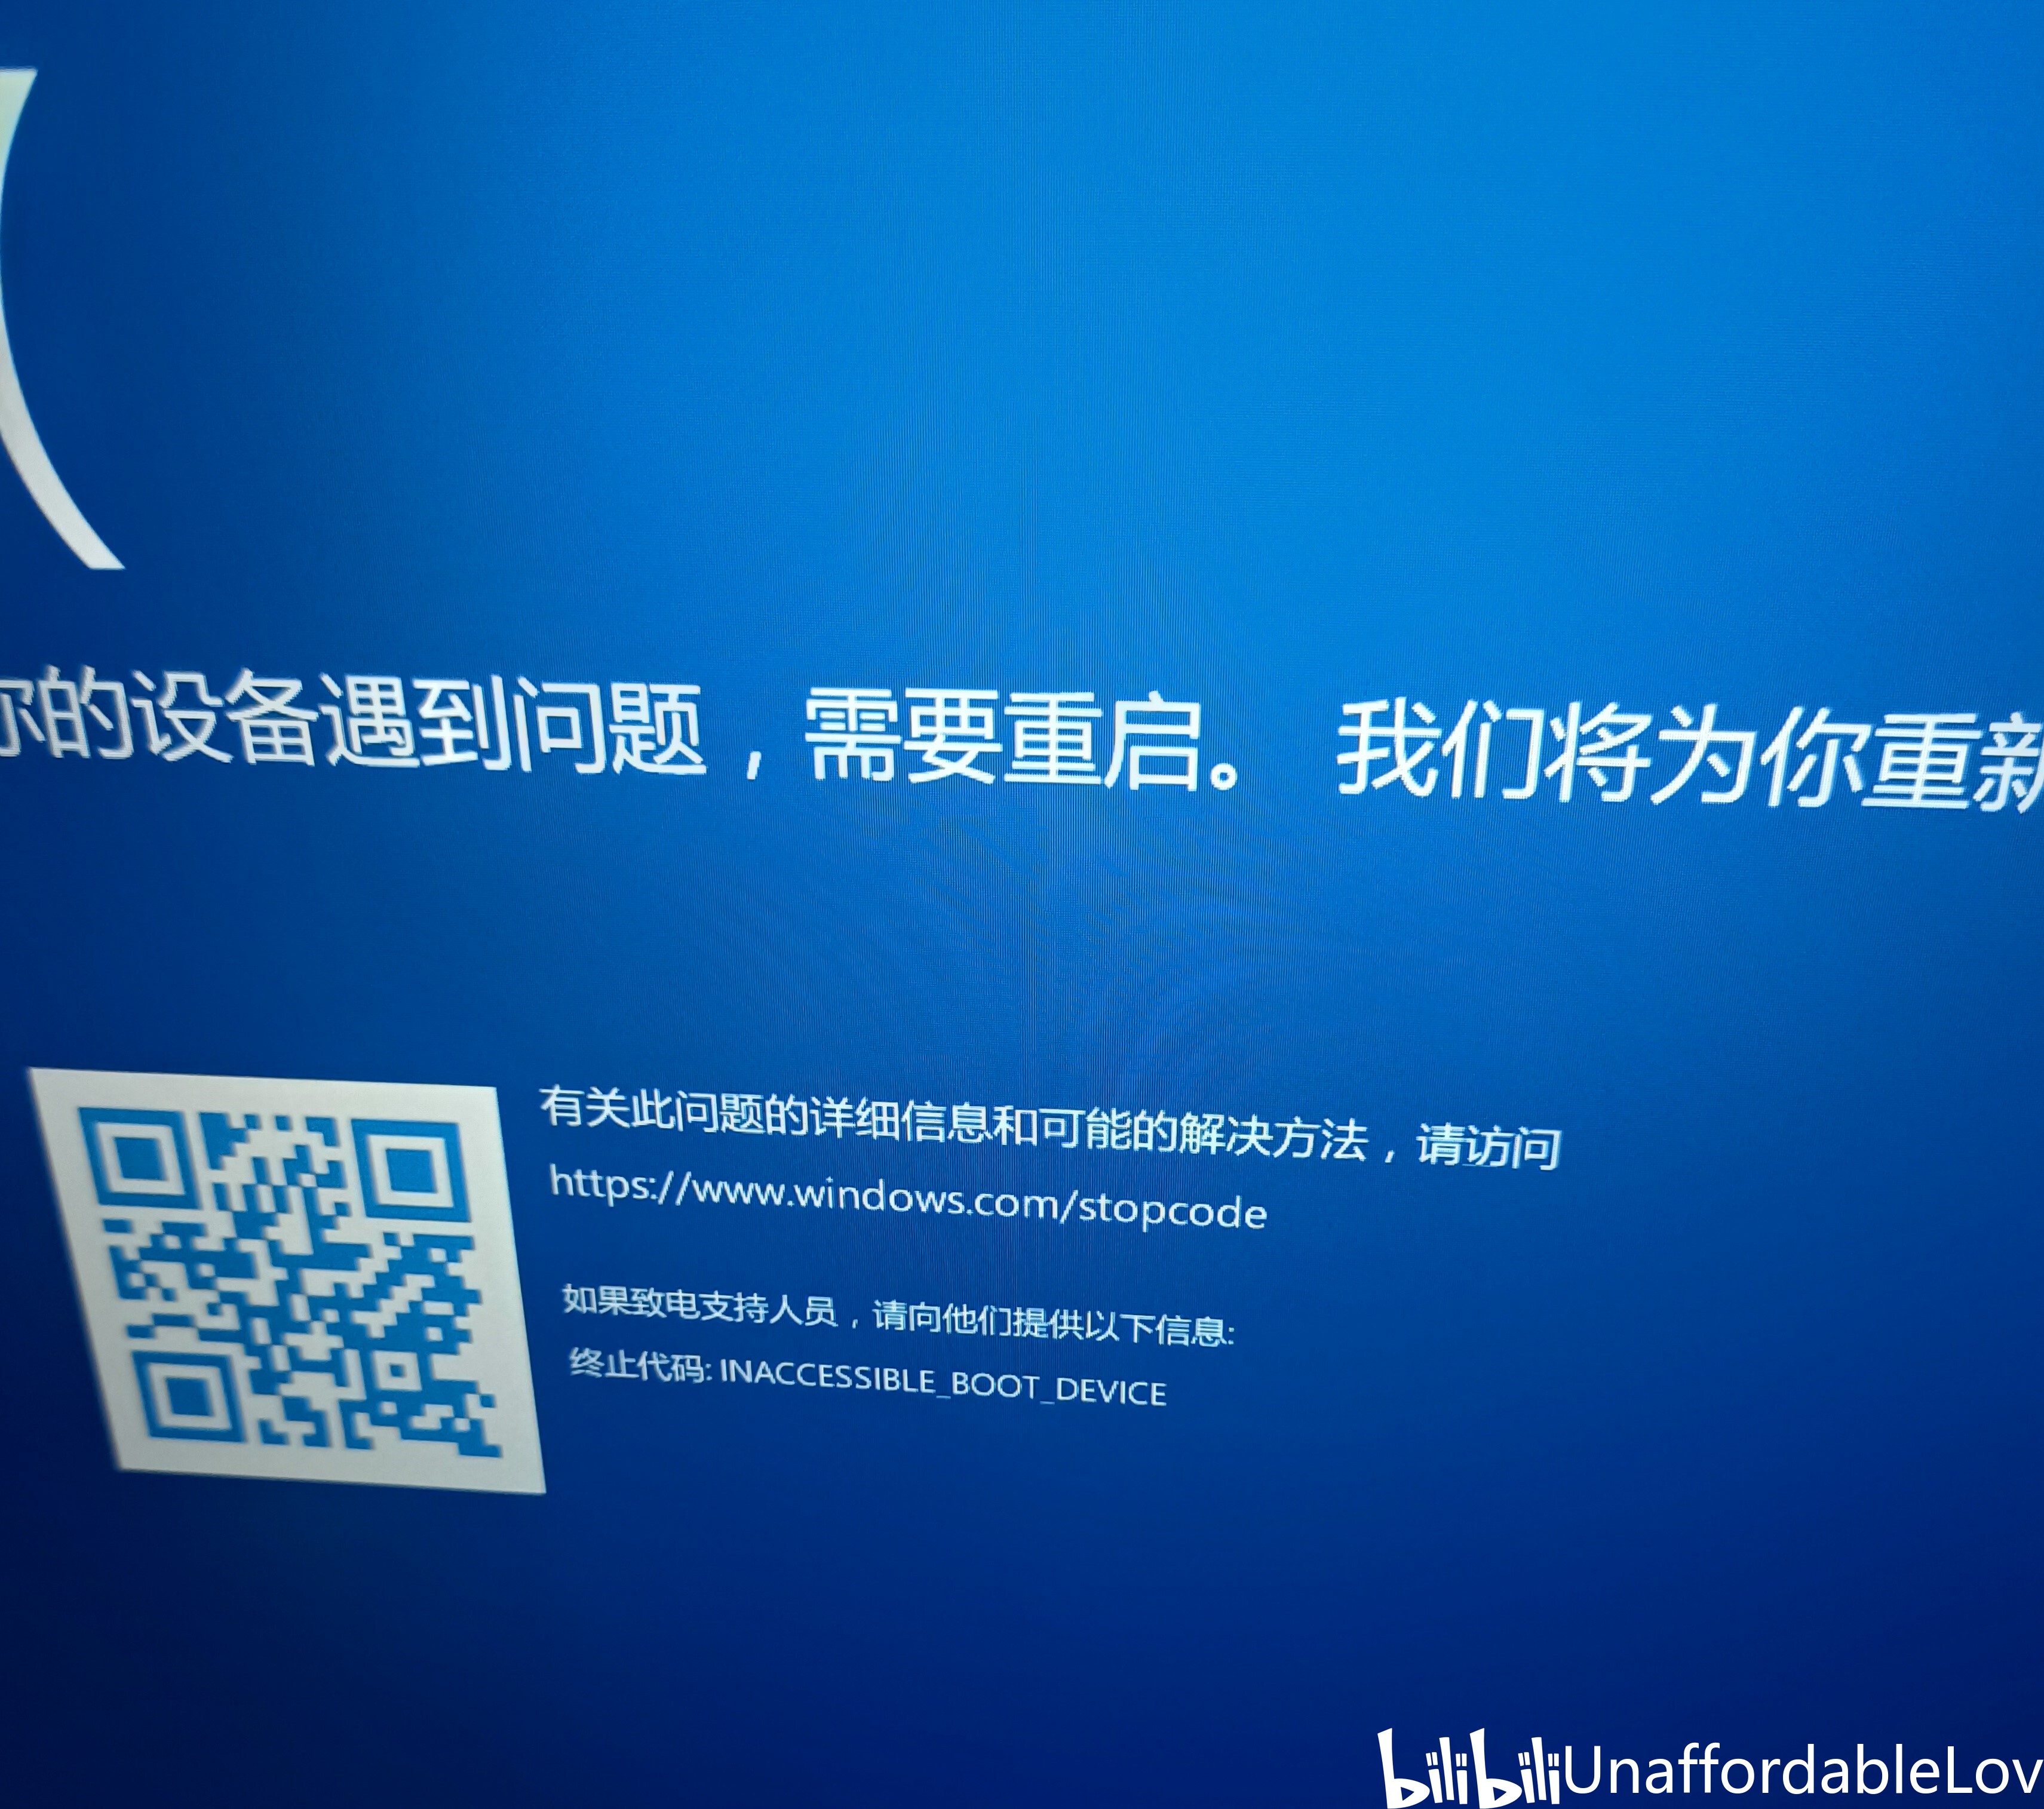 你的设备遇到问题，需要重启。 我们将为你重新
有关此问题的详细信息和可能的解决方法，请访问
https://www.windows.com/stopcode
如果致电支持人员，请向他们提供以下信息:
终止代码: INACCESSIBLE_BOOT_DEVICE
bilibili UnaffordableLov